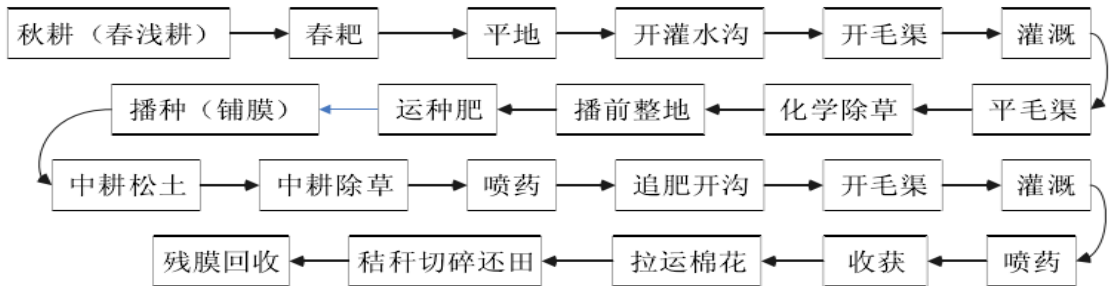 秋耕（春浅耕）
春耙
平地
开灌水沟
开毛渠
灌溉
平毛渠
化学除草
播前整地
运种肥
播种（铺膜）
中耕松土
中耕除草
喷药
追肥开沟
开毛渠
灌溉
喷药
收获
拉运棉花
秸秆切碎还田
残膜回收